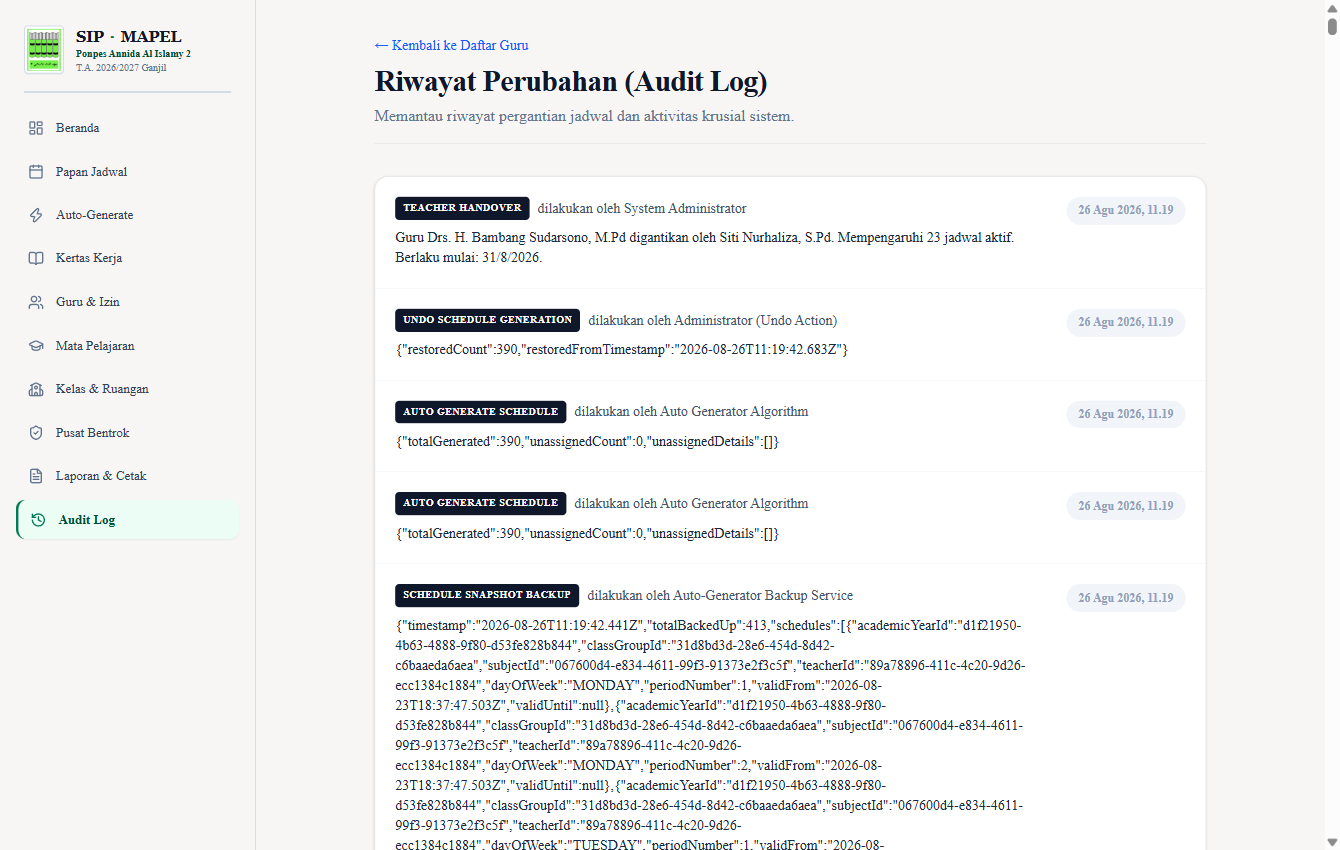 SIP · MAPEL
Ponpes Annida Al Islamy 2
T.A. 2026/2027 Ganjil
Beranda
Papan Jadwal
Auto-Generate
Kertas Kerja
Guru & Izin
Mata Pelajaran
Kelas & Ruangan
Pusat Bentrok
Laporan & Cetak
Audit Log
← Kembali ke Daftar Guru
Riwayat Perubahan (Audit Log)
Memantau riwayat pergantian jadwal dan aktivitas krusial sistem.
TEACHER HANDOVER dilakukan oleh System Administrator
26 Agu 2026, 11.19
Guru Drs. H. Bambang Sudarsono, M.Pd digantikan oleh Siti Nurhaliza, S.Pd. Mempengaruhi 23 jadwal aktif.
Berlaku mulai: 31/8/2026.
UNDO SCHEDULE GENERATION dilakukan oleh Administrator (Undo Action)
26 Agu 2026, 11.19
{"restoredCount":390,"restoredFromTimestamp":"2026-08-26T11:19:42.683Z"}
AUTO GENERATE SCHEDULE dilakukan oleh Auto Generator Algorithm
26 Agu 2026, 11.19
{"totalGenerated":390,"unassignedCount":0,"unassignedDetails":[]}
AUTO GENERATE SCHEDULE dilakukan oleh Auto Generator Algorithm
26 Agu 2026, 11.19
{"totalGenerated":390,"unassignedCount":0,"unassignedDetails":[]}
SCHEDULE SNAPSHOT BACKUP dilakukan oleh Auto-Generator Backup Service
26 Agu 2026, 11.19
{"timestamp":"2026-08-26T11:19:42.441Z","totalBackedUp":413,"schedules":[{"academicYearId":"d1f21950-
4b63-4888-9f80-d53fe828b844","classGroupId":"31d8bd3d-28e6-454d-8d42-
c6baaeda6aea","subjectId":"067600d4-e834-4611-99f3-91373e2f3c5f","teacherId":"89a78896-411c-4c20-9d26-
ecc1384c1884","dayOfWeek":"MONDAY","periodNumber":1,"validFrom":"2026-08-
23T18:37:47.503Z","validUntil":null},{"academicYearId":"d1f21950-4b63-4888-9f80-
d53fe828b844","classGroupId":"31d8bd3d-28e6-454d-8d42-c6baaeda6aea","subjectId":"067600d4-e834-4611-
99f3-91373e2f3c5f","teacherId":"89a78896-411c-4c20-9d26-
ecc1384c1884","dayOfWeek":"MONDAY","periodNumber":2,"validFrom":"2026-08-
23T18:37:47.503Z","validUntil":null},{"academicYearId":"d1f21950-4b63-4888-9f80-
d53fe828b844","classGroupId":"31d8bd3d-28e6-454d-8d42-c6baaeda6aea","subjectId":"067600d4-e834-4611-
99f3-91373e2f3c5f","teacherId":"89a78896-411c-4c20-9d26-
ecc1384c1884","dayOfWeek":"TUESDAY","periodNumber":1,"validFrom":"2026-08-